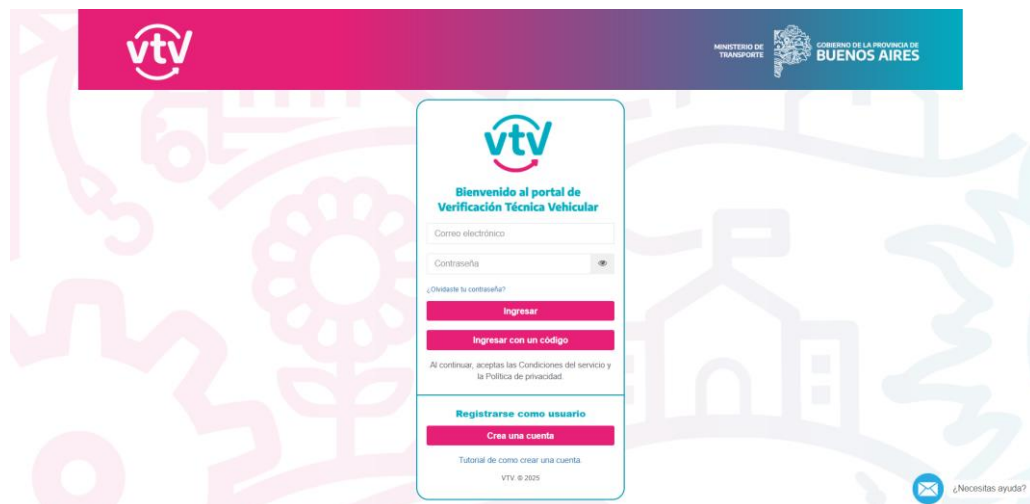 vtv
MINISTERIO DE
TRANSPORTE
GOBIERNO DE LA PROVINCIA DE
BUENOS AIRES
vtv
Bienvenido al portal de
Verificación Técnica Vehicular
Correo electrónico
Contraseña
¿Olvidaste tu contraseña?
Ingresar
Ingresar con un código
Al continuar, aceptas las Condiciones del servicio y
la Política de privacidad.
Registrarse como usuario
Crea una cuenta
Tutorial de como crear una cuenta
VTV © 2025
¿Necesitas ayuda?